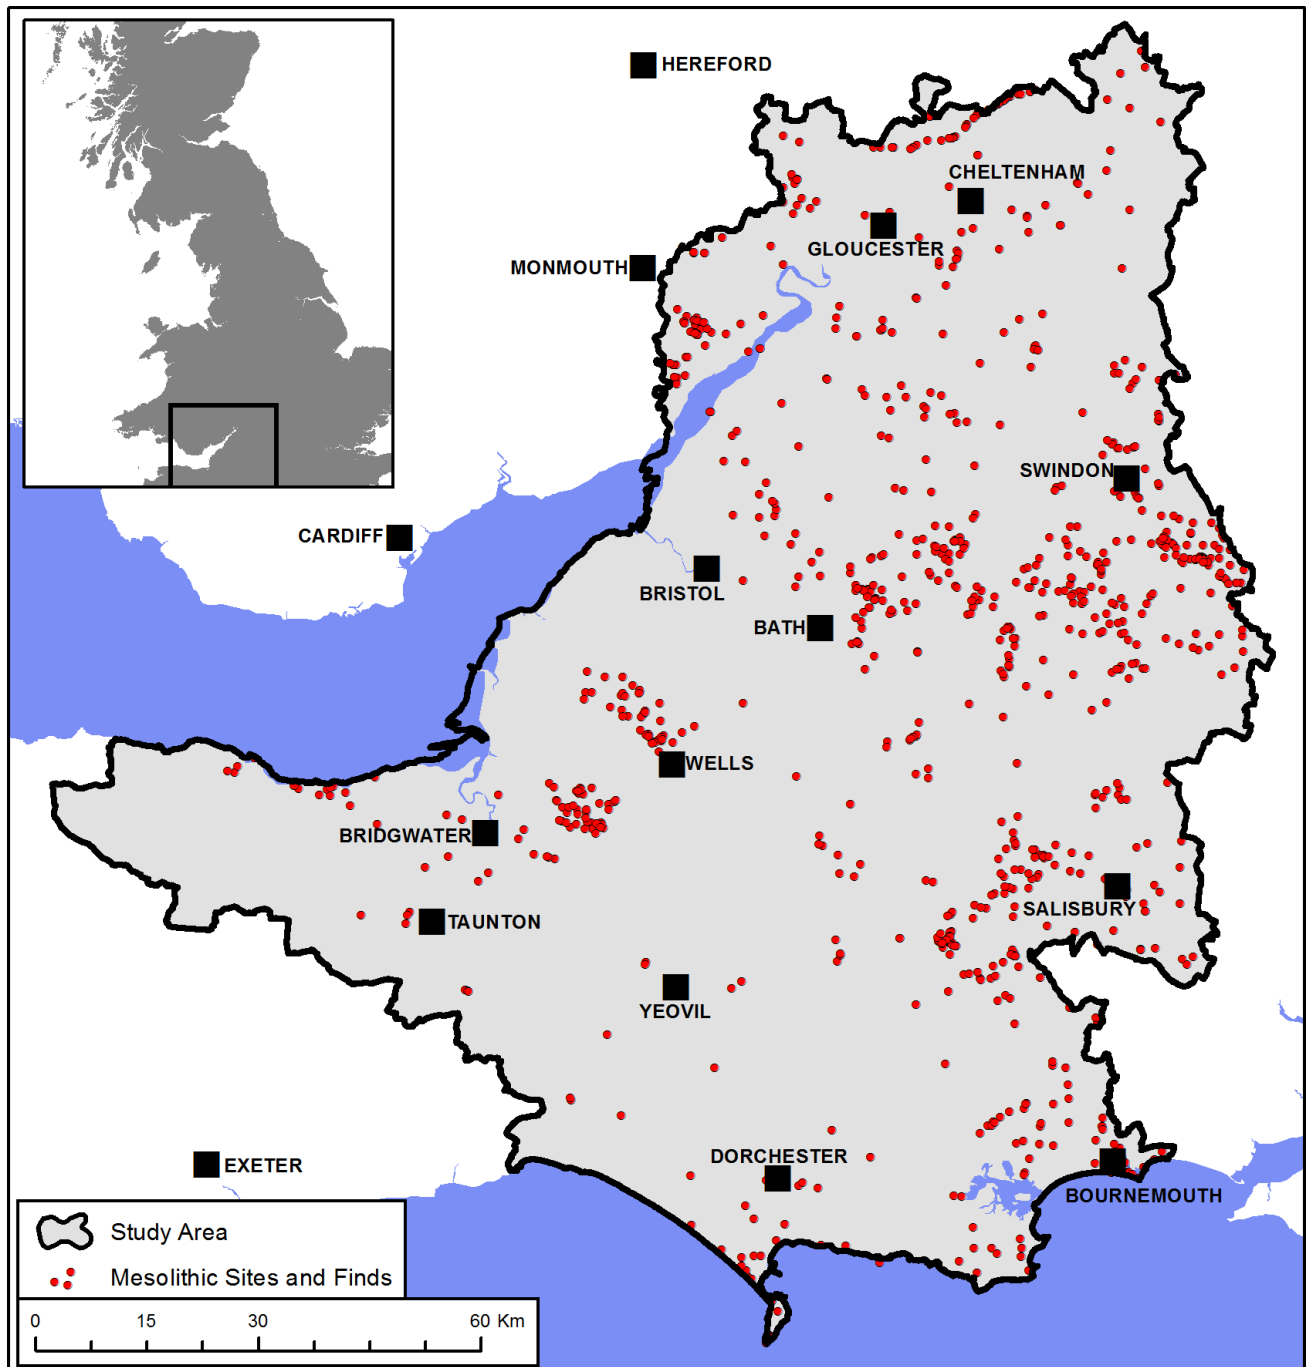 HEREFORD
CHELTENHAM
GLOUCESTER
MONMOUTH
SWINDON
CARDIFF
BRISTOL
BATH
WELLS
BRIDGWATER
SALISBURY
TAUNTON
YEOVIL
DORCHESTER
EXETER
BOURNEMOUTH
Study Area
Mesolithic Sites and Finds
0 15 30 60 Km